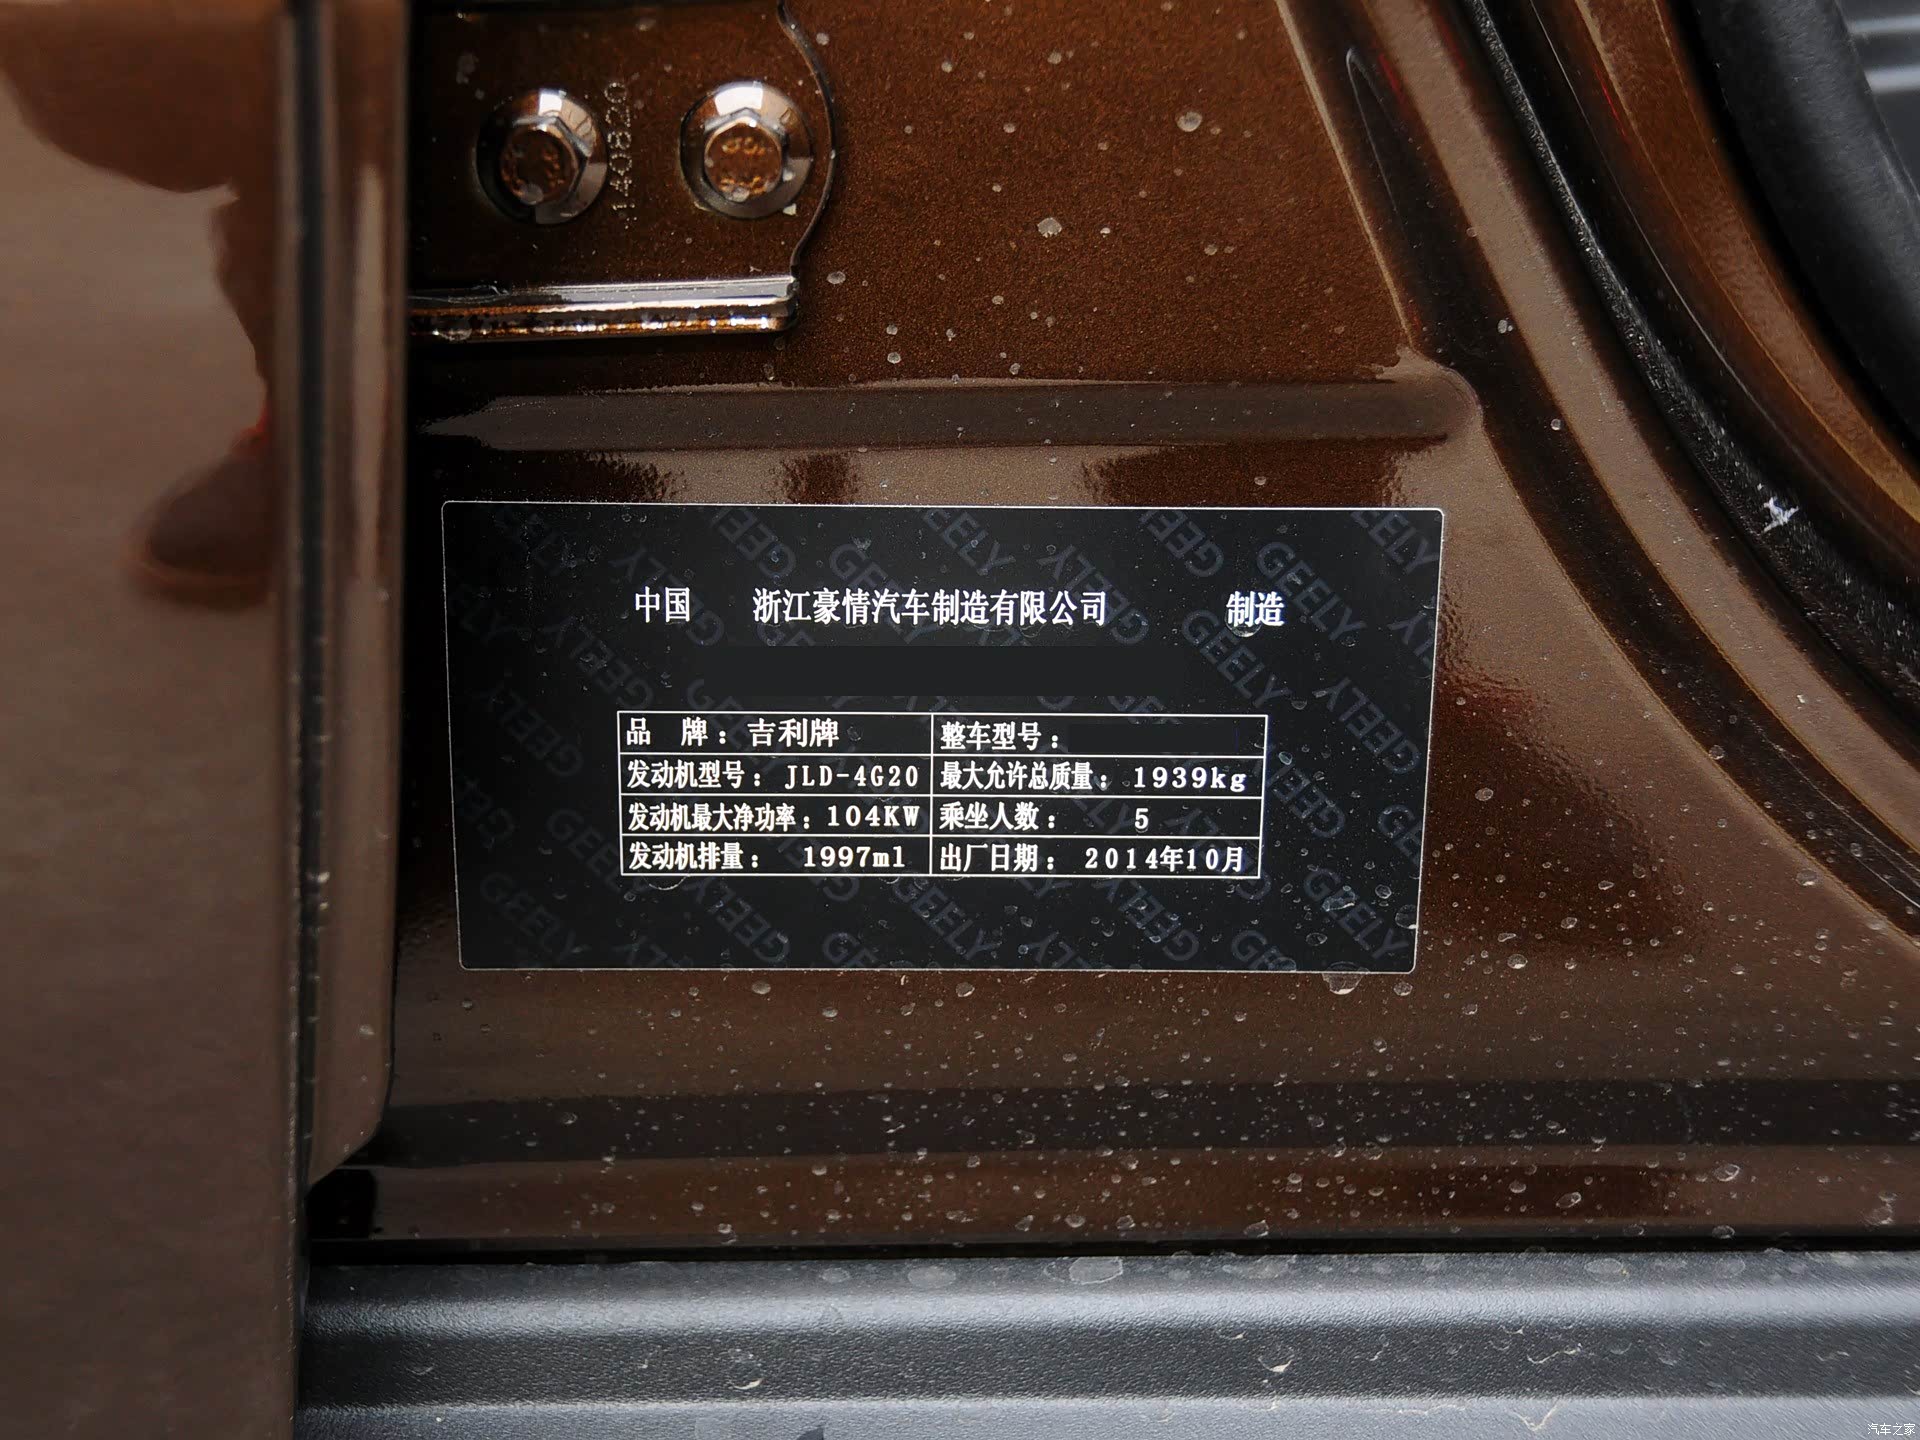 140820
中国 浙江豪情汽车制造有限公司 制造
品 牌：吉利牌 整车型号：
发动机型号：JLD-4G20 最大允许总质量：1939kg
发动机最大净功率：104KW 乘坐人数：5
发动机排量：1997ml 出厂日期：2014年10月
GEELY
汽车之家